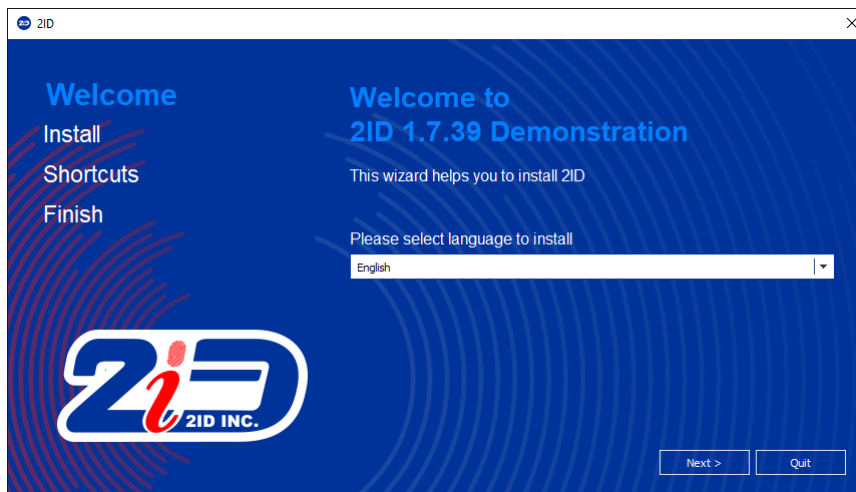 2ID
Welcome
Install
Shortcuts
Finish
Welcome to
2ID 1.7.39 Demonstration
This wizard helps you to install 2ID
Please select language to install
English
2iD
2ID INC.
Next >
Quit